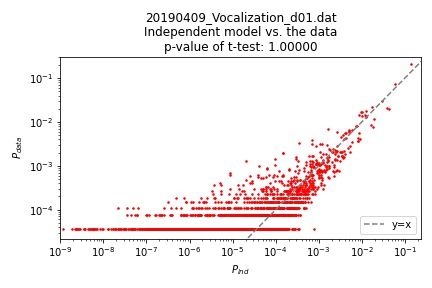 20190409_Vocalization_d01.dat
Independent model vs. the data
p-value of t-test: 1.00000
P_data
10⁻¹
10⁻²
10⁻³
10⁻⁴
y=x
10⁻⁹ 10⁻⁸ 10⁻⁷ 10⁻⁶ 10⁻⁵ 10⁻⁴ 10⁻³ 10⁻² 10⁻¹
P_ind